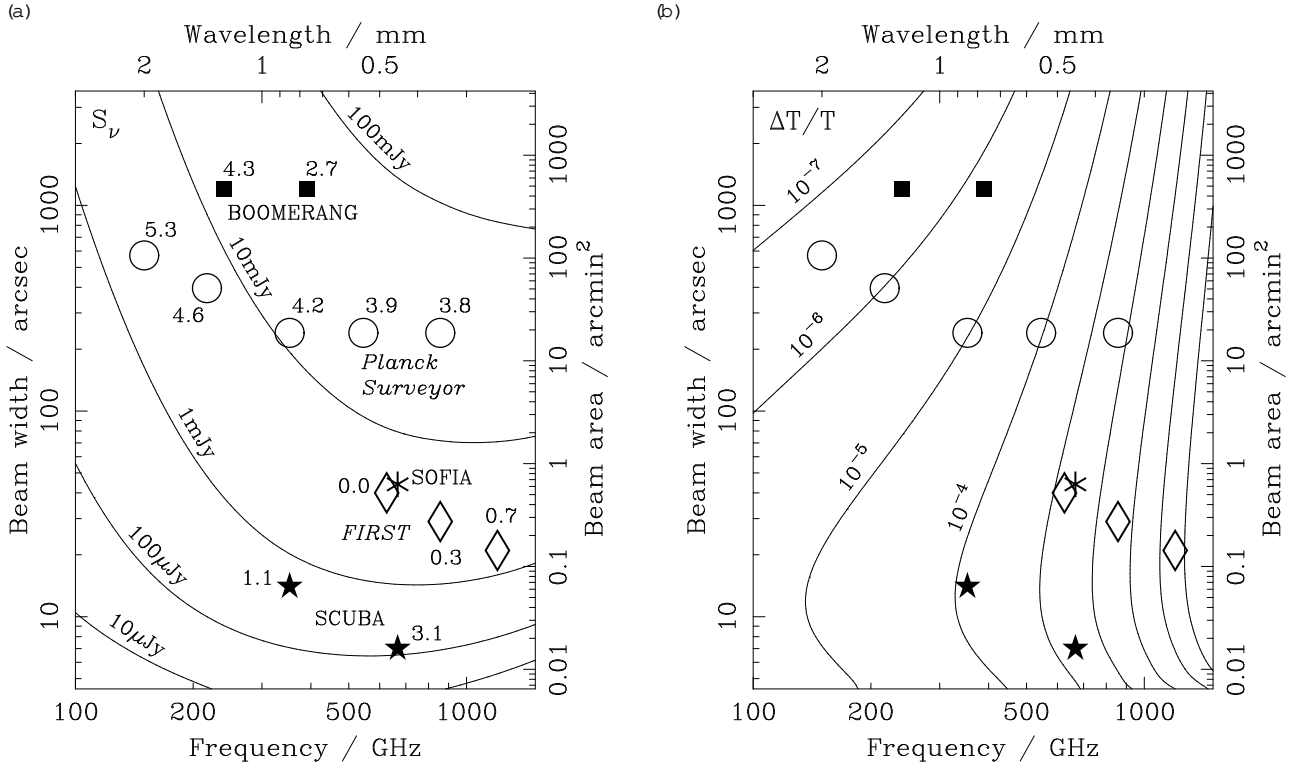 (a)
Wavelength / mm
2 1 0.5
Sν
100mJy
4.3 2.7
BOOMERANG
5.3
10mJy
4.6
4.2 3.9 3.8
Planck
Surveyor
1mJy
0.0
SOFIA
FIRST
0.7
0.3
100μJy
1.1
SCUBA
3.1
10μJy
1000
100
10
Beam width / arcsec
1000
100
10
1
0.1
0.01
Beam area / arcmin²
100 200 500 1000
Frequency / GHz
(b)
Wavelength / mm
2 1 0.5
ΔT/T
10⁻⁷
10⁻⁶
10⁻⁵
10⁻⁴
1000
100
10
Beam width / arcsec
1000
100
10
1
0.1
0.01
Beam area / arcmin²
100 200 500 1000
Frequency / GHz